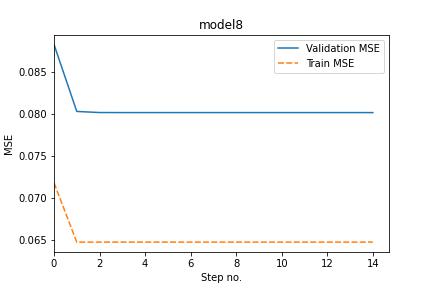 model8
Validation MSE
Train MSE
MSE
0.085
0.080
0.075
0.070
0.065
0 2 4 6 8 10 12 14
Step no.